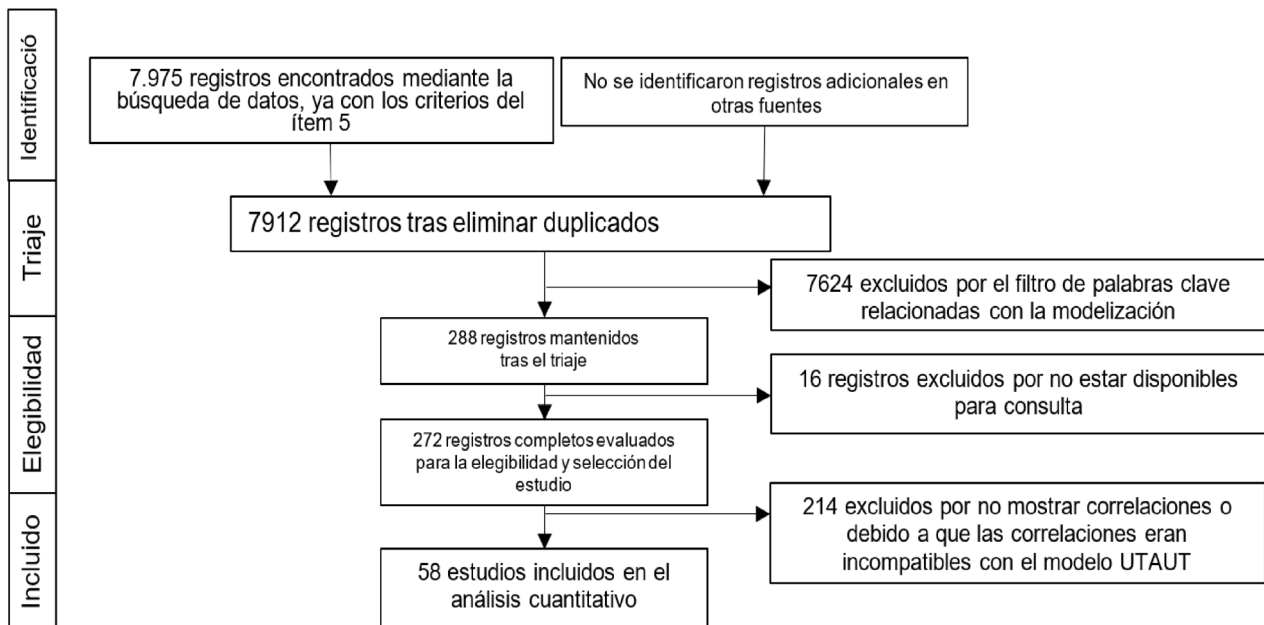 Identificació
7.975 registros encontrados mediante la
búsqueda de datos, ya con los criterios del
ítem 5
No se identificaron registros adicionales en
otras fuentes
Triaje
7912 registros tras eliminar duplicados
7624 excluidos por el filtro de palabras clave
relacionadas con la modelización
Elegibilidad
288 registros mantenidos
tras el triaje
16 registros excluidos por no estar disponibles
para consulta
272 registros completos evaluados
para la elegibilidad y selección del
estudio
Incluido
214 excluidos por no mostrar correlaciones o
debido a que las correlaciones eran
incompatibles con el modelo UTAUT
58 estudios incluidos en el
análisis cuantitativo